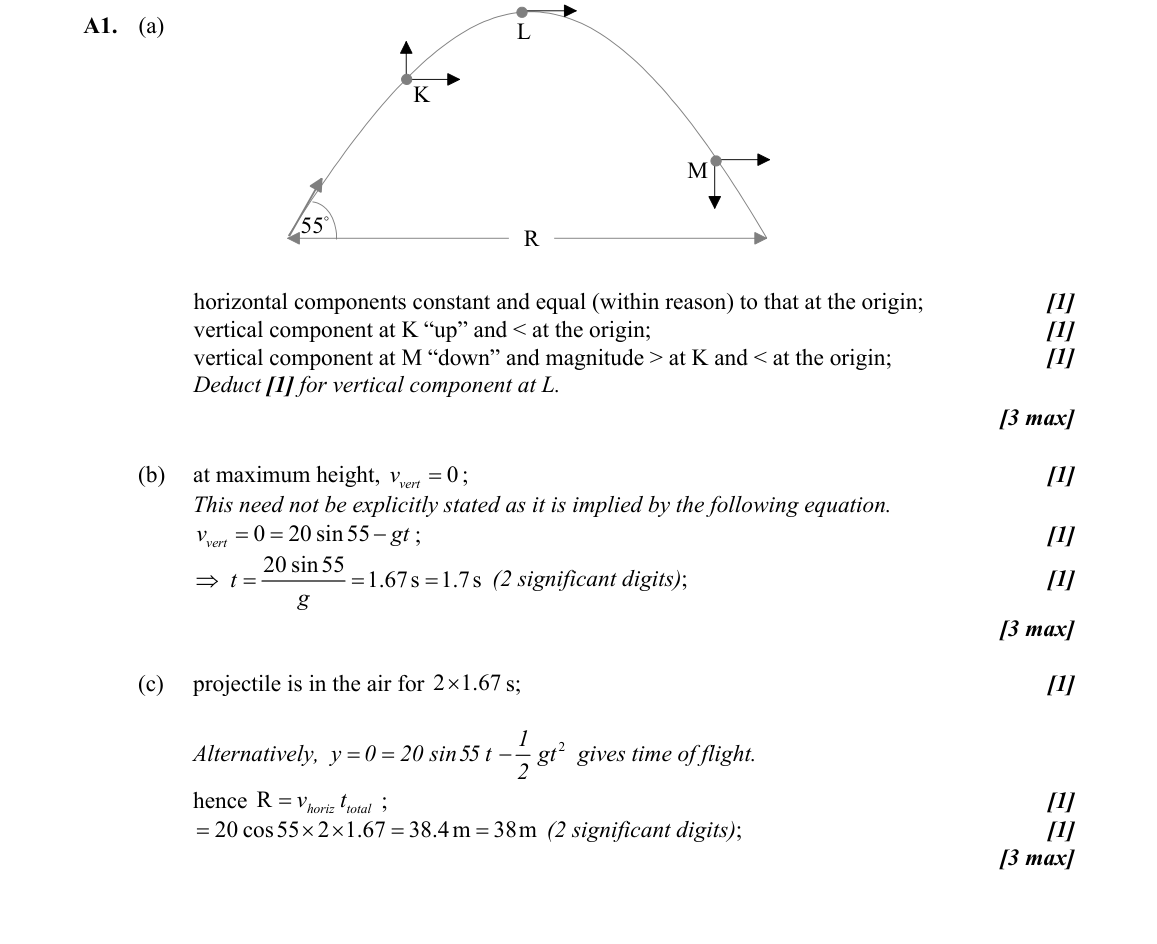 A1. (a)
L
K
M
55°
R
horizontal components constant and equal (within reason) to that at the origin; [1]
vertical component at K “up” and < at the origin; [1]
vertical component at M “down” and magnitude > at K and < at the origin; [1]
Deduct [1] for vertical component at L.
[3 max]
(b) at maximum height, v_vert = 0; [1]
This need not be explicitly stated as it is implied by the following equation.
v_vert = 0 = 20 sin 55 − gt ; [1]
⇒ t = (20 sin 55)/g = 1.67 s = 1.7 s (2 significant digits); [1]
[3 max]
(c) projectile is in the air for 2×1.67 s; [1]
Alternatively, y = 0 = 20 sin 55 t − 1/2 gt² gives time of flight.
hence R = v_horiz t_total ; [1]
= 20 cos 55 × 2 × 1.67 = 38.4 m = 38 m (2 significant digits); [1]
[3 max]